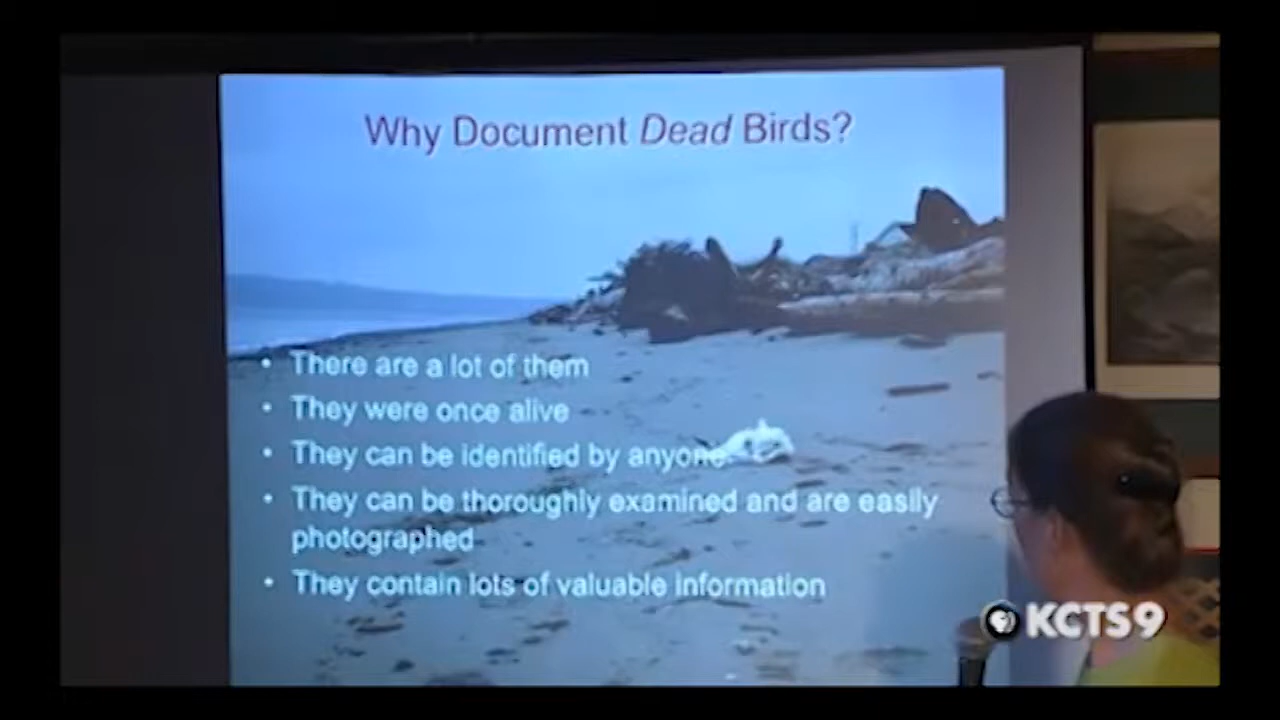 Why Document Dead Birds?
• There are a lot of them
• They were once alive
• They can be identified by anyone
• They can be thoroughly examined and are easily
photographed
• They contain lots of valuable information
KCTS9